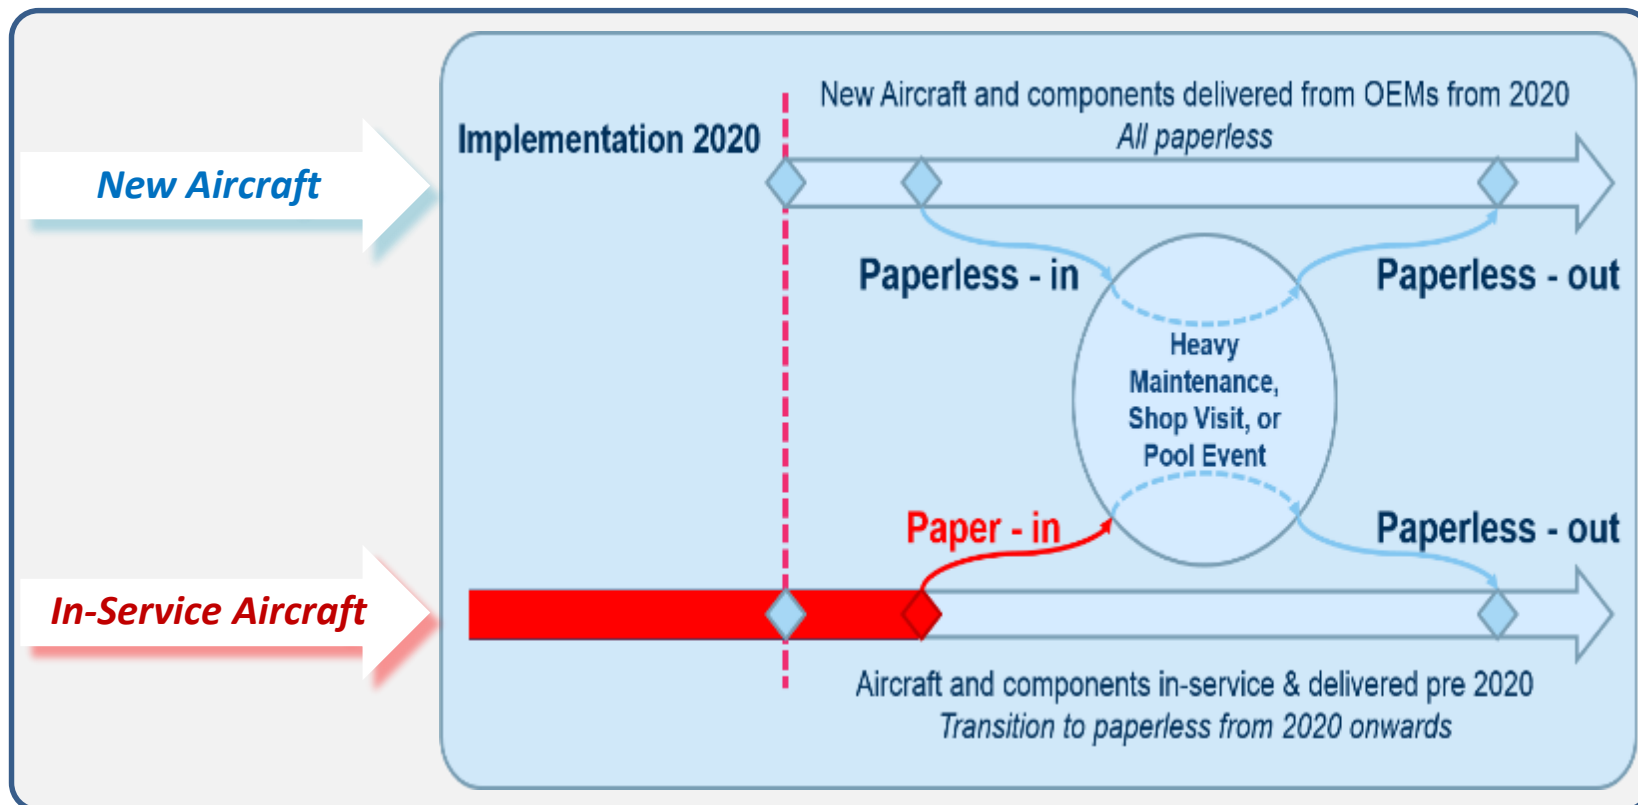 New Aircraft and components delivered from OEMs from 2020
All paperless
Implementation 2020
New Aircraft
Paperless - in
Paperless - out
Heavy
Maintenance,
Shop Visit, or
Pool Event
Paper - in
Paperless - out
In-Service Aircraft
Aircraft and components in-service & delivered pre 2020
Transition to paperless from 2020 onwards